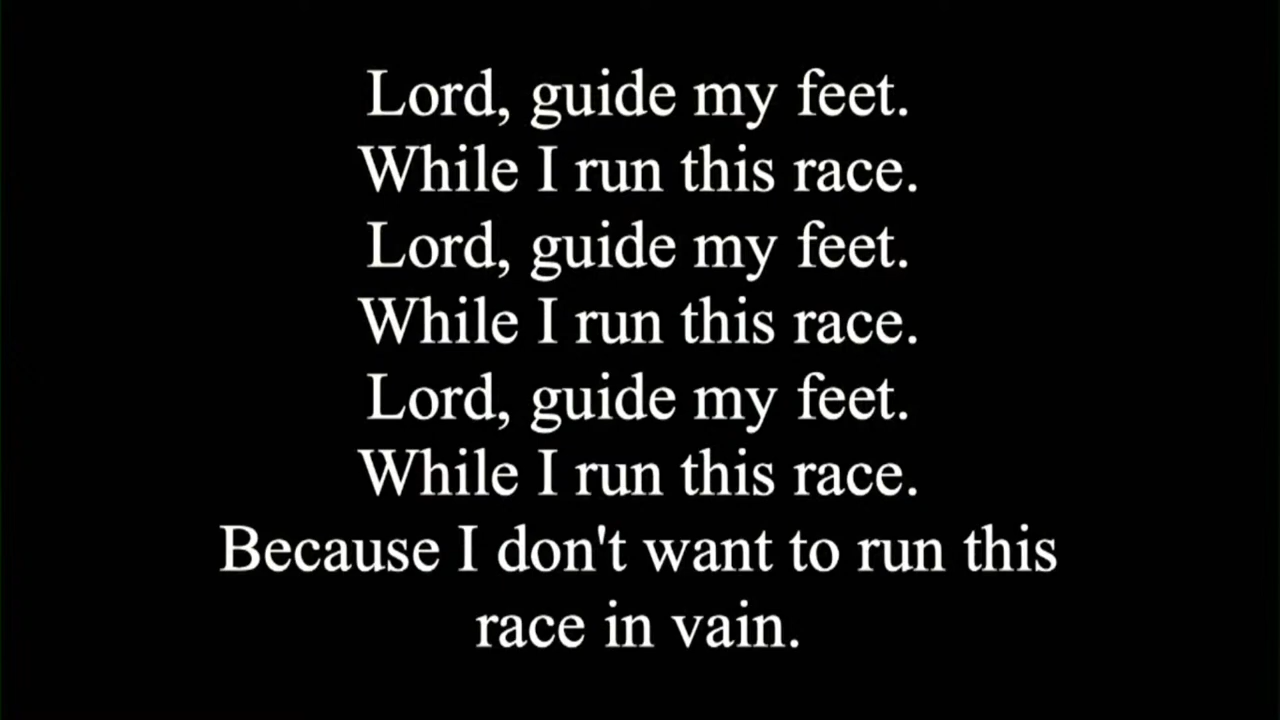 Lord, guide my feet.
While I run this race.
Lord, guide my feet.
While I run this race.
Lord, guide my feet.
While I run this race.
Because I don't want to run this
race in vain.